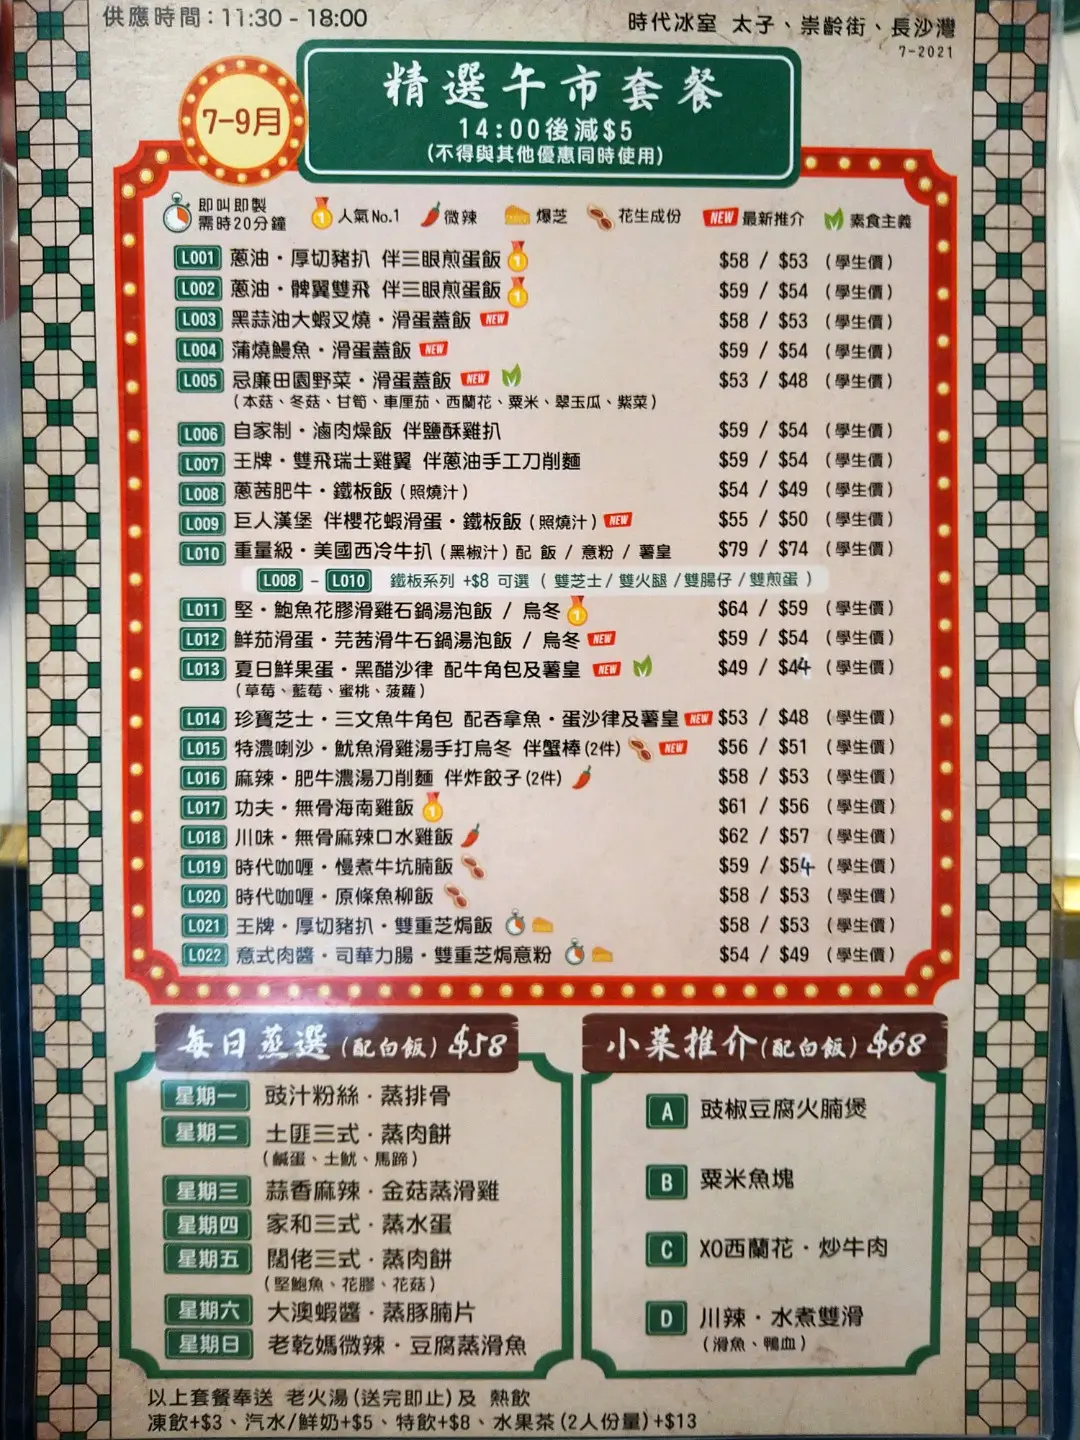 供應時間：11:30 - 18:00
時代冰室 太子、崇齡街、長沙灣
7-2021
7-9月
精選午市套餐
14:00後減$5
(不得與其他優惠同時使用)
即叫即製
需時20分鐘
人氣No.1
微辣
爆芝
花生成份
NEW 最新推介
素食主義
L001 蔥油・厚切豬扒 伴三眼煎蛋飯 $58 / $53 (學生價)
L002 蔥油・髀翼雙飛 伴三眼煎蛋飯 $59 / $54 (學生價)
L003 黑蒜油大蝦叉燒・滑蛋蓋飯 NEW $58 / $53 (學生價)
L004 蒲燒鰻魚・滑蛋蓋飯 NEW $59 / $54 (學生價)
L005 忌廉田園野菜・滑蛋蓋飯 NEW $53 / $48 (學生價)
(本菇、冬菇、甘筍、車厘茄、西蘭花、粟米、翠玉瓜、紫菜)
L006 自家制・滷肉燥飯 伴鹽酥雞扒 $59 / $54 (學生價)
L007 王牌・雙飛瑞士雞翼 伴蔥油手工刀削麵 $59 / $54 (學生價)
L008 蔥茜肥牛・鐵板飯 (照燒汁) $54 / $49 (學生價)
L009 巨人漢堡 伴櫻花蝦滑蛋・鐵板飯 (照燒汁) NEW $55 / $50 (學生價)
L010 重量級・美國西冷牛扒 (黑椒汁) 配 飯 / 意粉 / 薯皇 $79 / $74 (學生價)
L008 - L010 鐵板系列 +$8 可選 ( 雙芝士 / 雙火腿 / 雙腸仔 / 雙煎蛋 )
L011 堅・鮑魚花膠滑雞石鍋湯泡飯 / 烏冬 $64 / $59 (學生價)
L012 鮮茄滑蛋・芫茜滑牛石鍋湯泡飯 / 烏冬 NEW $59 / $54 (學生價)
L013 夏日鮮果蛋・黑醋沙律 配牛角包及薯皇 NEW $49 / $44 (學生價)
(草莓、藍莓、蜜桃、菠蘿)
L014 珍寶芝士・三文魚牛角包 配吞拿魚・蛋沙律及薯皇 NEW $53 / $48 (學生價)
L015 特濃喇沙・魷魚滑雞湯手打烏冬 伴蟹棒 (2件) NEW $56 / $51 (學生價)
L016 麻辣・肥牛濃湯刀削麵 伴炸餃子 (2件) $58 / $53 (學生價)
L017 功夫・無骨海南雞飯 $61 / $56 (學生價)
L018 川味・無骨麻辣口水雞飯 $62 / $57 (學生價)
L019 時代咖喱・慢煮牛坑腩飯 $59 / $54 (學生價)
L020 時代咖喱・原條魚柳飯 $58 / $53 (學生價)
L021 王牌・厚切豬扒・雙重芝焗飯 $58 / $53 (學生價)
L022 意式肉醬・司華力腸・雙重芝焗意粉 $54 / $49 (學生價)
每日蒸選 (配白飯) $58
星期一 豉汁粉絲・蒸排骨
星期二 土匪三式・蒸肉餅
(鹹蛋、土魷、馬蹄)
星期三 蒜香麻辣・金菇蒸滑雞
星期四 家和三式・蒸水蛋
星期五 闊佬三式・蒸肉餅
(堅鮑魚、花膠、花菇)
星期六 大澳蝦醬・蒸豚腩片
星期日 老乾媽微辣・豆腐蒸滑魚
小菜推介 (配白飯) $68
A 豉椒豆腐火腩煲
B 粟米魚塊
C XO西蘭花・炒牛肉
D 川辣・水煮雙滑
(滑魚、鴨血)
以上套餐奉送 老火湯 (送完即止) 及 熱飲
凍飲+$3、汽水/鮮奶+$5、特飲+$8、水果茶 (2人份量) +$13